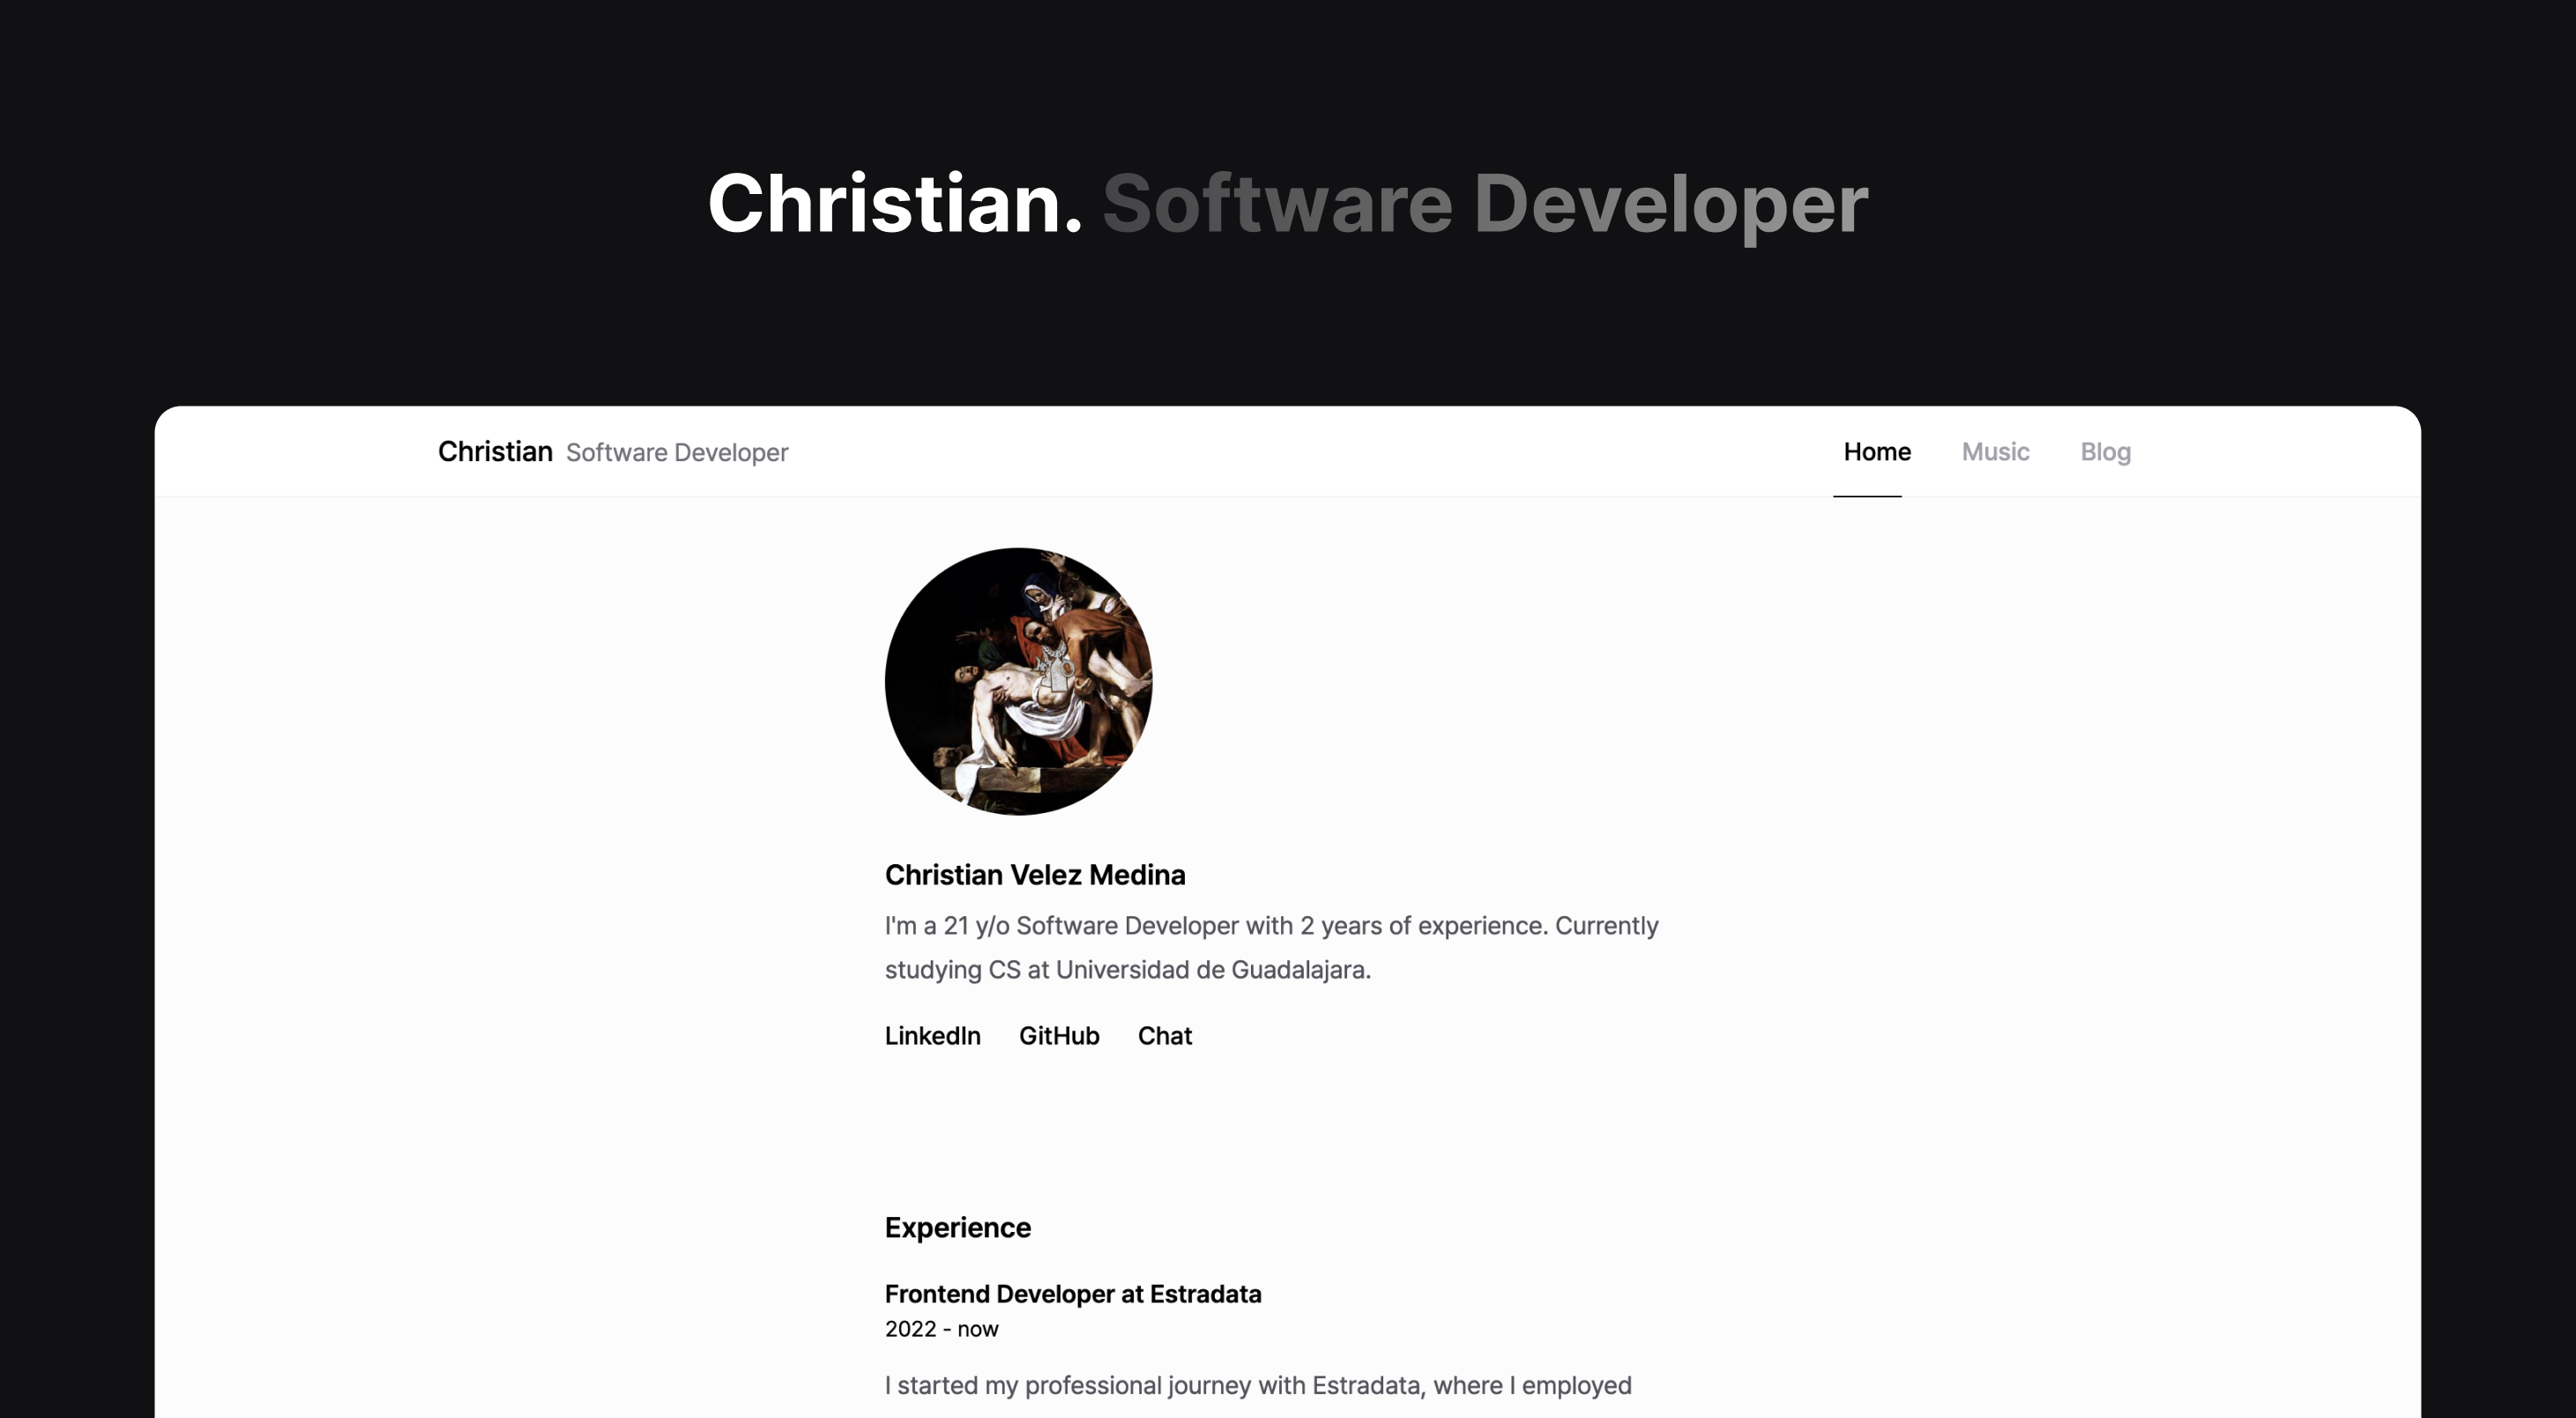 Christian. Software Developer
Christian Software Developer
Home Music Blog
Christian Velez Medina
I'm a 21 y/o Software Developer with 2 years of experience. Currently
studying CS at Universidad de Guadalajara.
LinkedIn GitHub Chat
Experience
Frontend Developer at Estradata
2022 - now
I started my professional journey with Estradata, where I employed